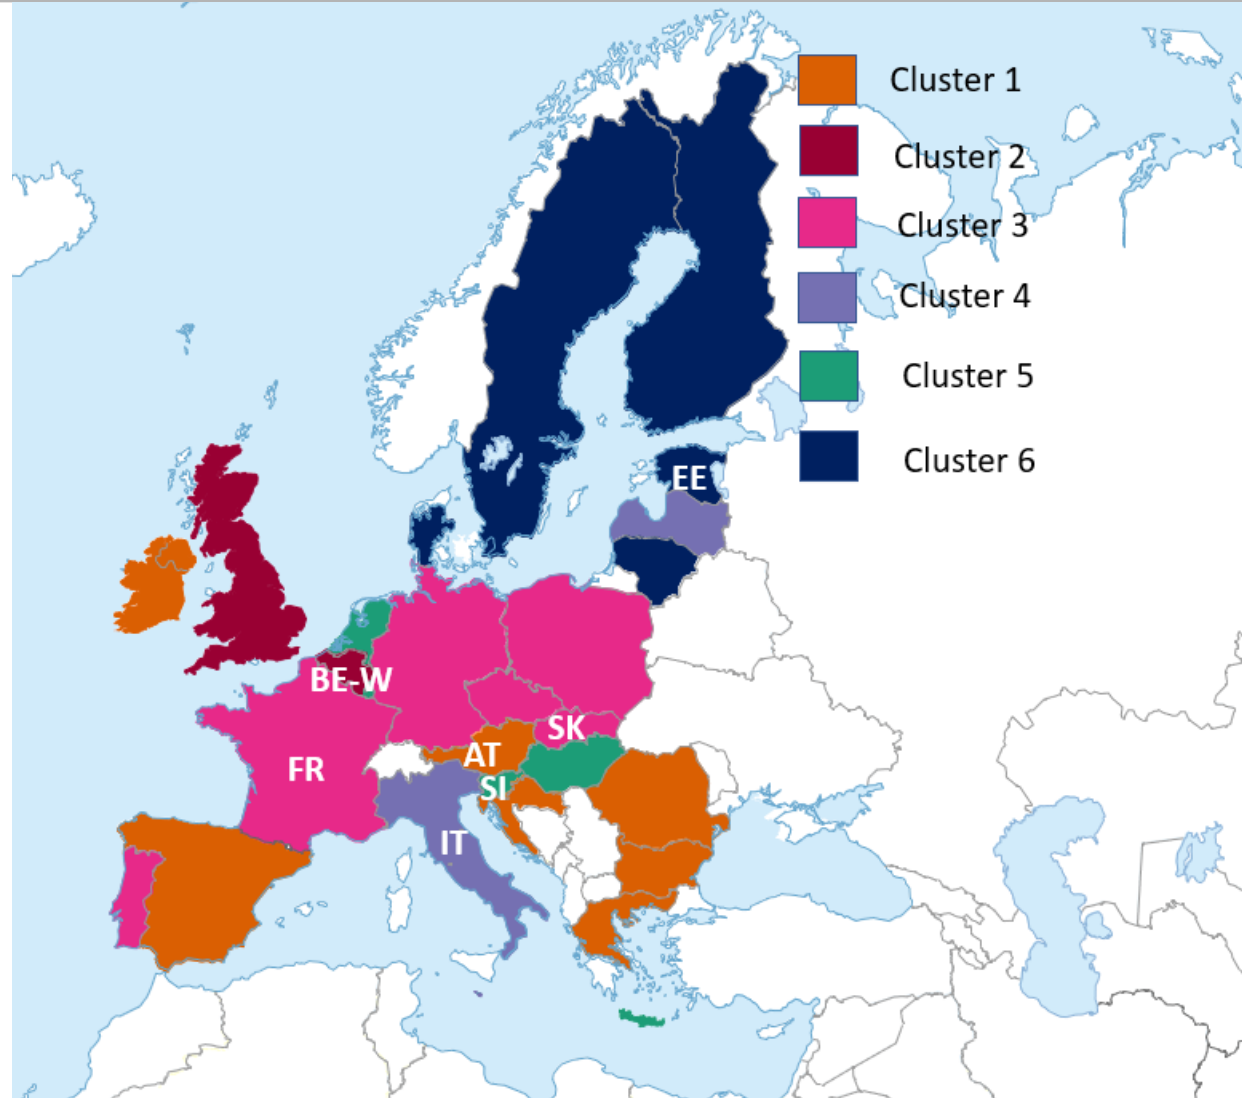 Cluster 1
Cluster 2
Cluster 3
Cluster 4
Cluster 5
Cluster 6
EE
BE-W
SK
AT
FR
SI
IT